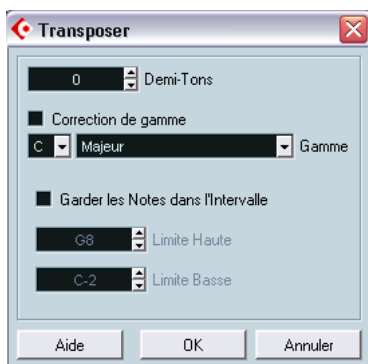 Transposer
0 Demi-Tons
Correction de gamme
C Majeur Gamme
Garder les Notes dans l'Intervalle
G8 Limite Haute
C-2 Limite Basse
Aide OK Annuler